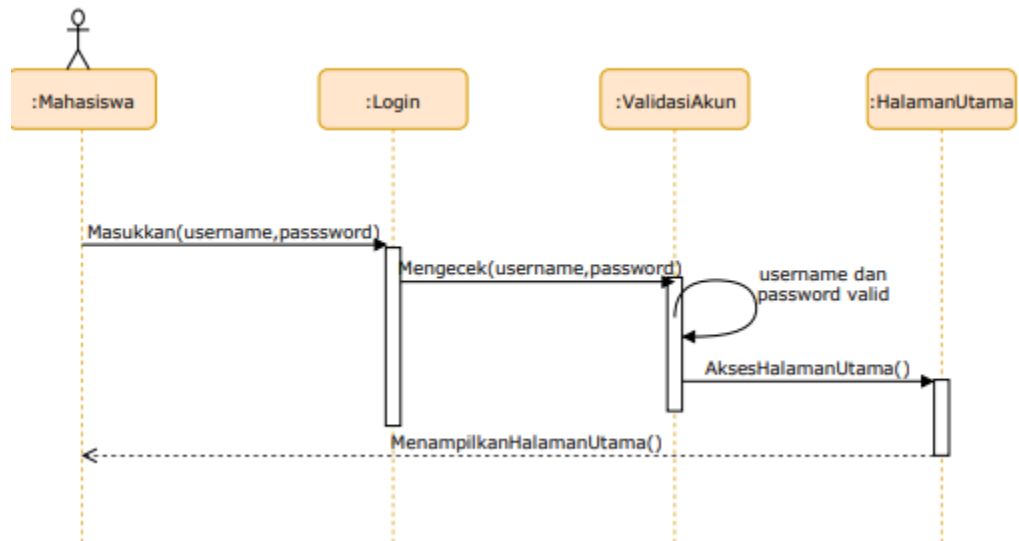 :Mahasiswa
:Login
:ValidasiAkun
:HalamanUtama
Masukkan(username,passsword)
Mengecek(username,password)
username dan
password valid
AksesHalamanUtama()
MenampilkanHalamanUtama()